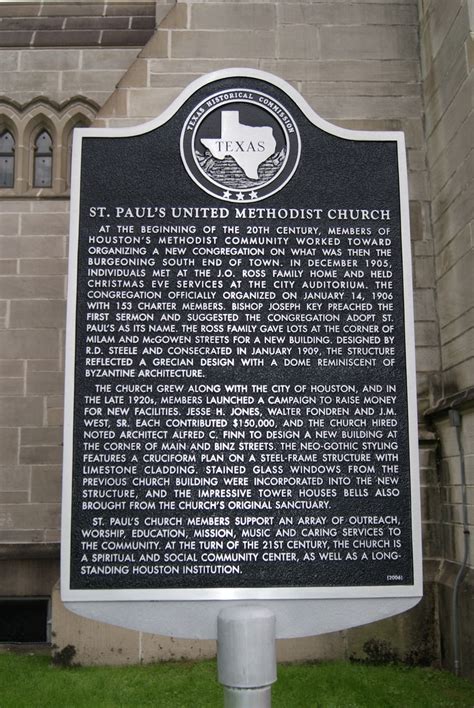 TEXAS HISTORICAL COMMISSION
TEXAS
ST. PAUL'S UNITED METHODIST CHURCH
AT THE BEGINNING OF THE 20TH CENTURY, MEMBERS OF
HOUSTON'S METHODIST COMMUNITY WORKED TOWARD
ORGANIZING A NEW CONGREGATION ON WHAT WAS THEN THE
BURGEONING SOUTH END OF TOWN. IN DECEMBER 1905,
INDIVIDUALS MET AT THE J.O. ROSS FAMILY HOME AND HELD
CHRISTMAS EVE SERVICES AT THE CITY AUDITORIUM. THE
CONGREGATION OFFICIALLY ORGANIZED ON JANUARY 14, 1906
WITH 153 CHARTER MEMBERS. BISHOP JOSEPH KEY PREACHED THE
FIRST SERMON AND SUGGESTED THE CONGREGATION ADOPT ST.
PAUL'S AS ITS NAME. THE ROSS FAMILY GAVE LOTS AT THE CORNER OF
MILAM AND McGOWEN STREETS FOR A NEW BUILDING. DESIGNED BY
R.D. STEELE AND CONSECRATED IN JANUARY 1909, THE STRUCTURE
REFLECTED A GRECIAN DESIGN WITH A DOME REMINISCENT OF
BYZANTINE ARCHITECTURE.
THE CHURCH GREW ALONG WITH THE CITY OF HOUSTON, AND IN
THE LATE 1920s, MEMBERS LAUNCHED A CAMPAIGN TO RAISE MONEY
FOR NEW FACILITIES. JESSE H. JONES, WALTER FONDREN AND J.M.
WEST, SR. EACH CONTRIBUTED $150,000, AND THE CHURCH HIRED
NOTED ARCHITECT ALFRED C. FINN TO DESIGN A NEW BUILDING AT
THE CORNER OF MAIN AND BINZ STREETS. THE NEO-GOTHIC STYLING
FEATURES A CRUCIFORM PLAN ON A STEEL-FRAME STRUCTURE WITH
LIMESTONE CLADDING. STAINED GLASS WINDOWS FROM THE
PREVIOUS CHURCH BUILDING WERE INCORPORATED INTO THE NEW
STRUCTURE, AND THE IMPRESSIVE TOWER HOUSES BELLS ALSO
BROUGHT FROM THE CHURCH'S ORIGINAL SANCTUARY.
ST. PAUL'S CHURCH MEMBERS SUPPORT AN ARRAY OF OUTREACH,
WORSHIP, EDUCATION, MISSION, MUSIC AND CARING SERVICES TO
THE COMMUNITY. AT THE TURN OF THE 21ST CENTURY, THE CHURCH IS
A SPIRITUAL AND SOCIAL COMMUNITY CENTER, AS WELL AS A LONG-
STANDING HOUSTON INSTITUTION.
(2006)